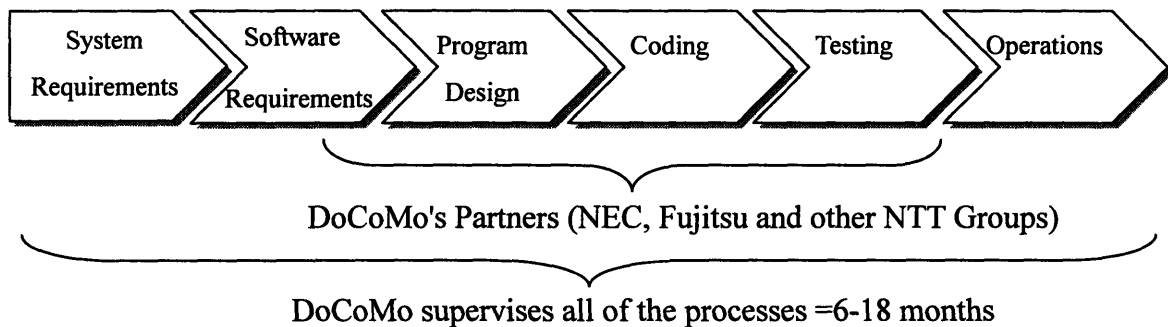 System
Requirements
Software
Requirements
Program
Design
Coding
Testing
Operations
DoCoMo's Partners (NEC, Fujitsu and other NTT Groups)
DoCoMo supervises all of the processes =6-18 months